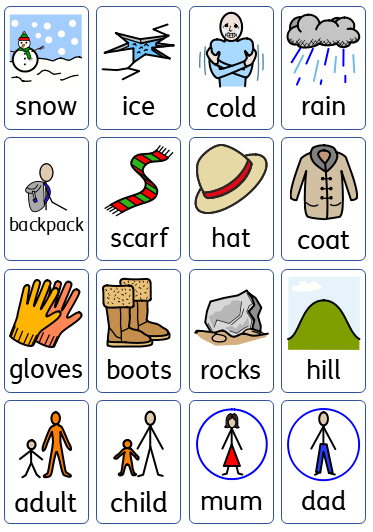 snow
ice
cold
rain
backpack
scarf
hat
coat
gloves
boots
rocks
hill
adult
child
mum
dad